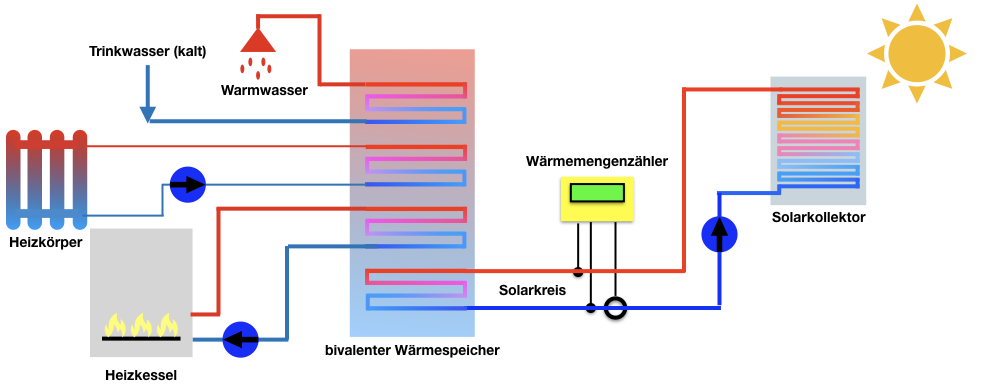 Trinkwasser (kalt)
Warmwasser
Wärmemengenzähler
Solarkollektor
Heizkörper
Solarkreis
bivalenter Wärmespeicher
Heizkessel